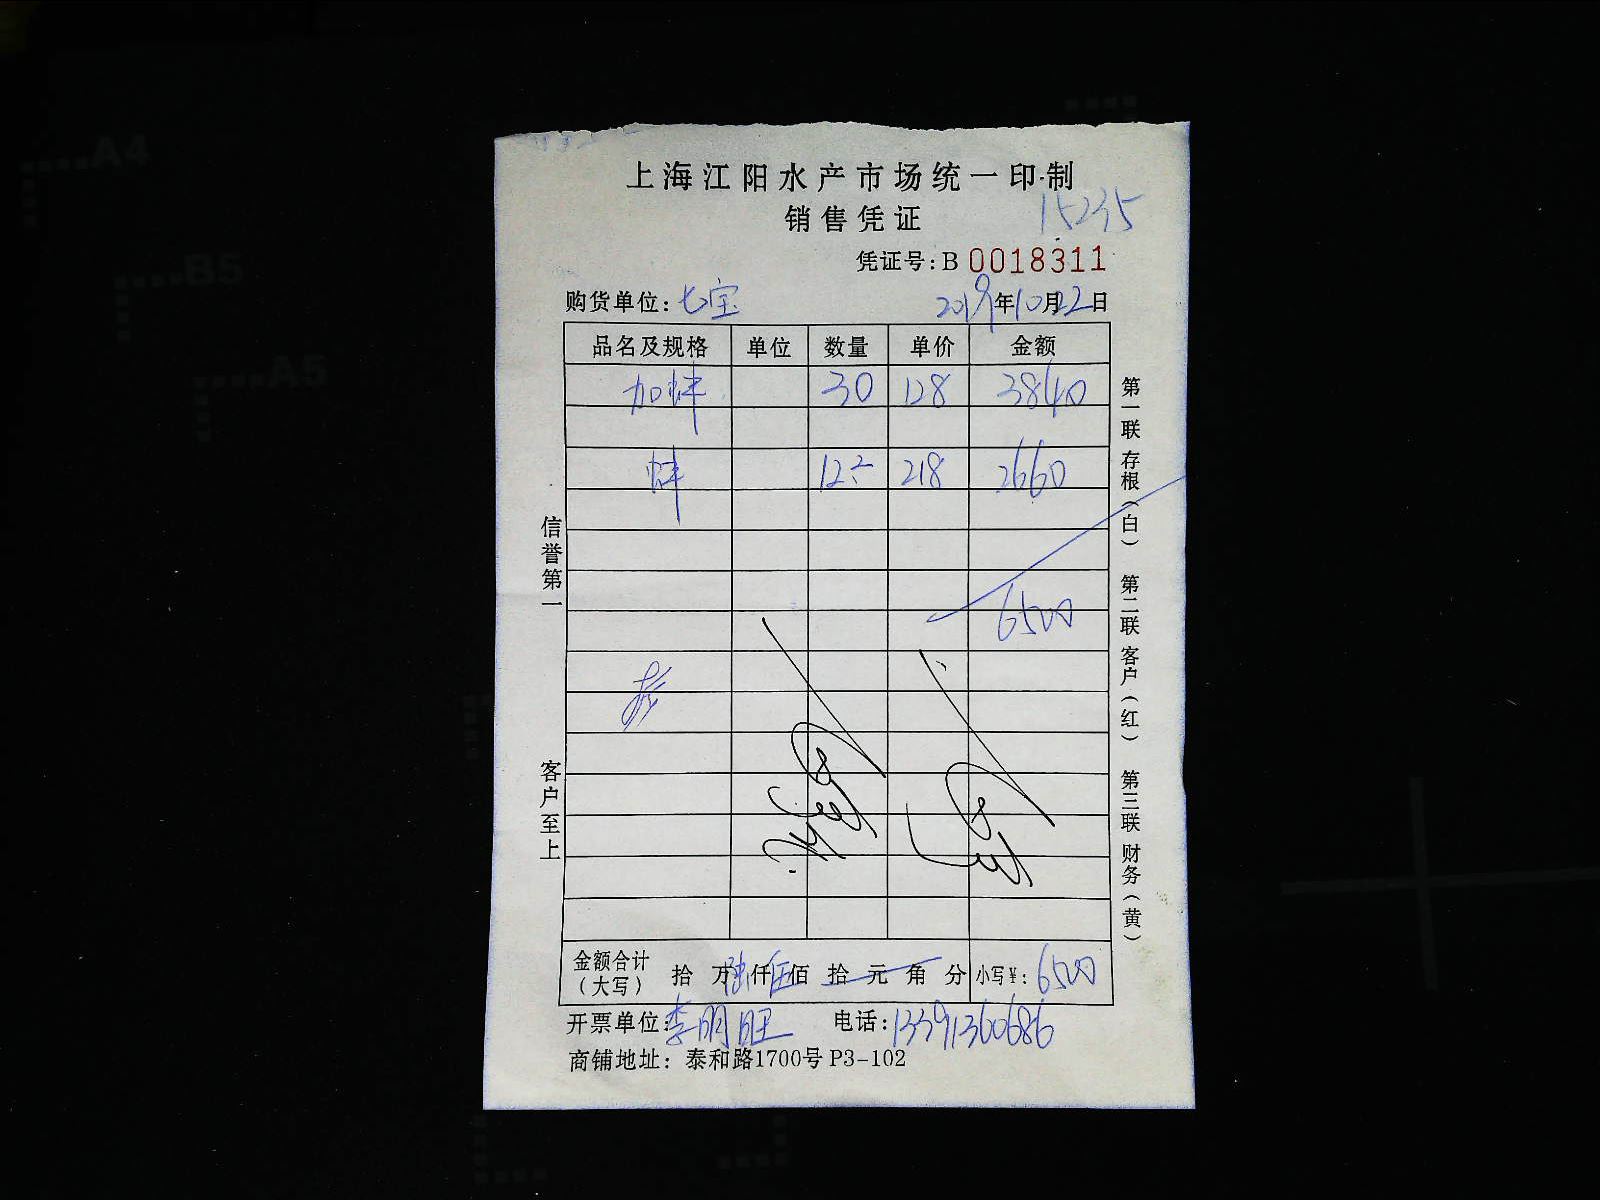 上海江阳水产市场统一印制
销售凭证
15235
凭证号:B 0018311
购货单位:七宝 2019年10月22日
品名及规格 单位 数量 单价 金额
加蚌 30 128 3840
蚌 12.2 218 2660
6500
金额合计(大写) 拾 万 陆仟 伍佰 拾 元 角 分 小写¥:6500
开票单位:李明旺 电话:13391360686
商铺地址:泰和路1700号 P3-102
信誉第一
客户至上
第一联 存根(白) 第二联 客户(红) 第三联 财务(黄)
A4
B5
A5